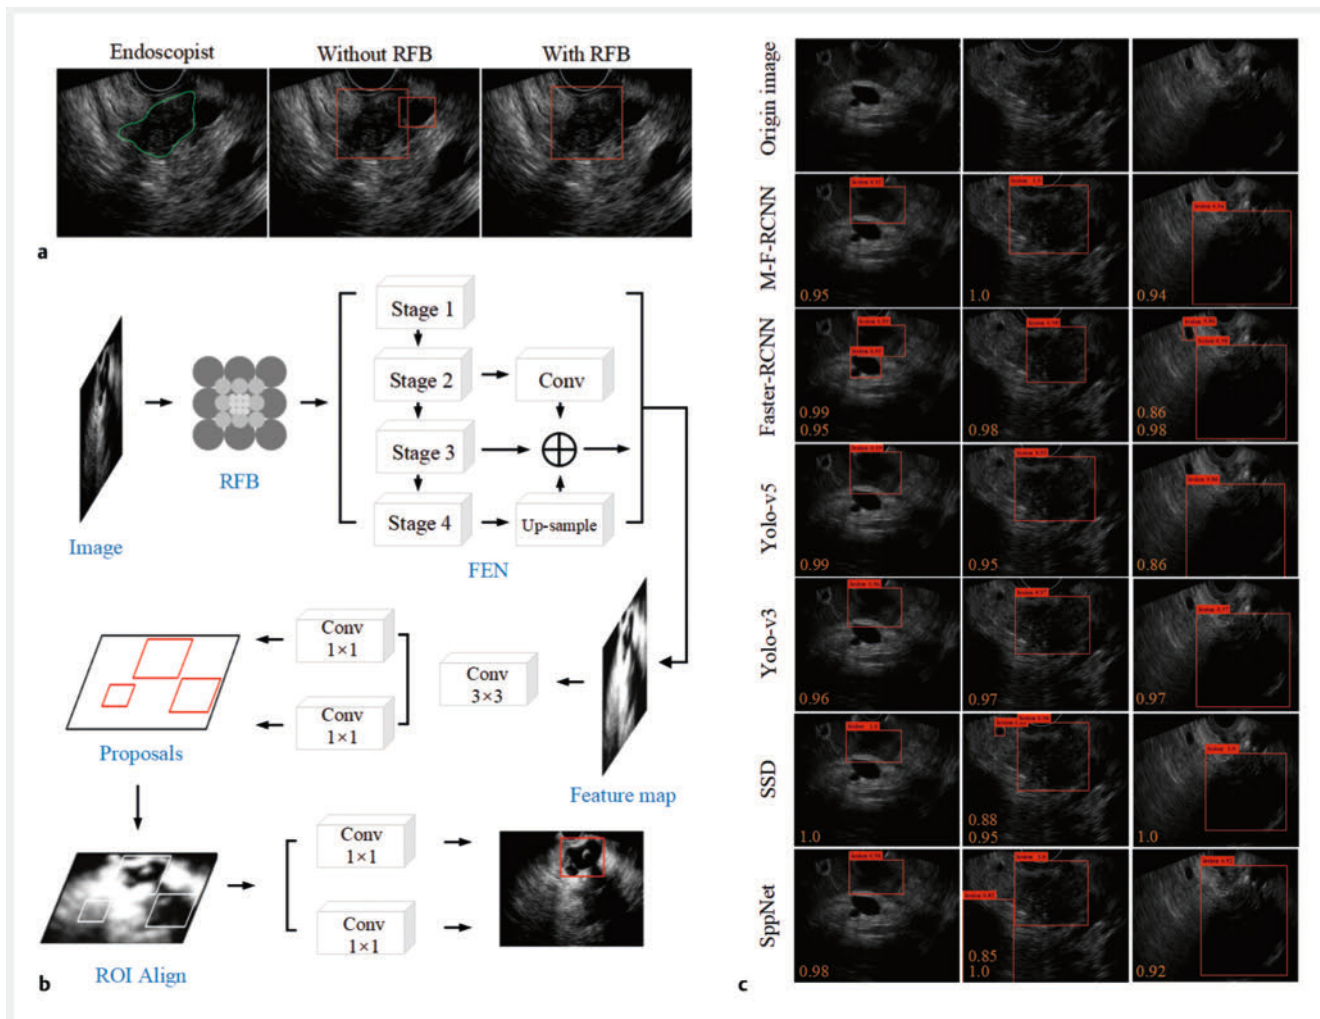 Endoscopist
Without RFB
With RFB
a
Image
RFB
Stage 1
Stage 2
Conv
Stage 3
Stage 4
Up-sample
FEN
Conv
1×1
Conv
3×3
Conv
1×1
Proposals
Feature map
Conv
1×1
Conv
1×1
ROI Align
b
Origin image
M-F-RCNN
0.95
1.0
0.94
Faster-RCNN
0.99
0.95
0.98
0.86
0.98
Yolo-v5
0.99
0.95
0.86
Yolo-v3
0.96
0.97
0.97
SSD
1.0
0.88
0.95
1.0
SppNet
0.98
0.85
1.0
0.92
c